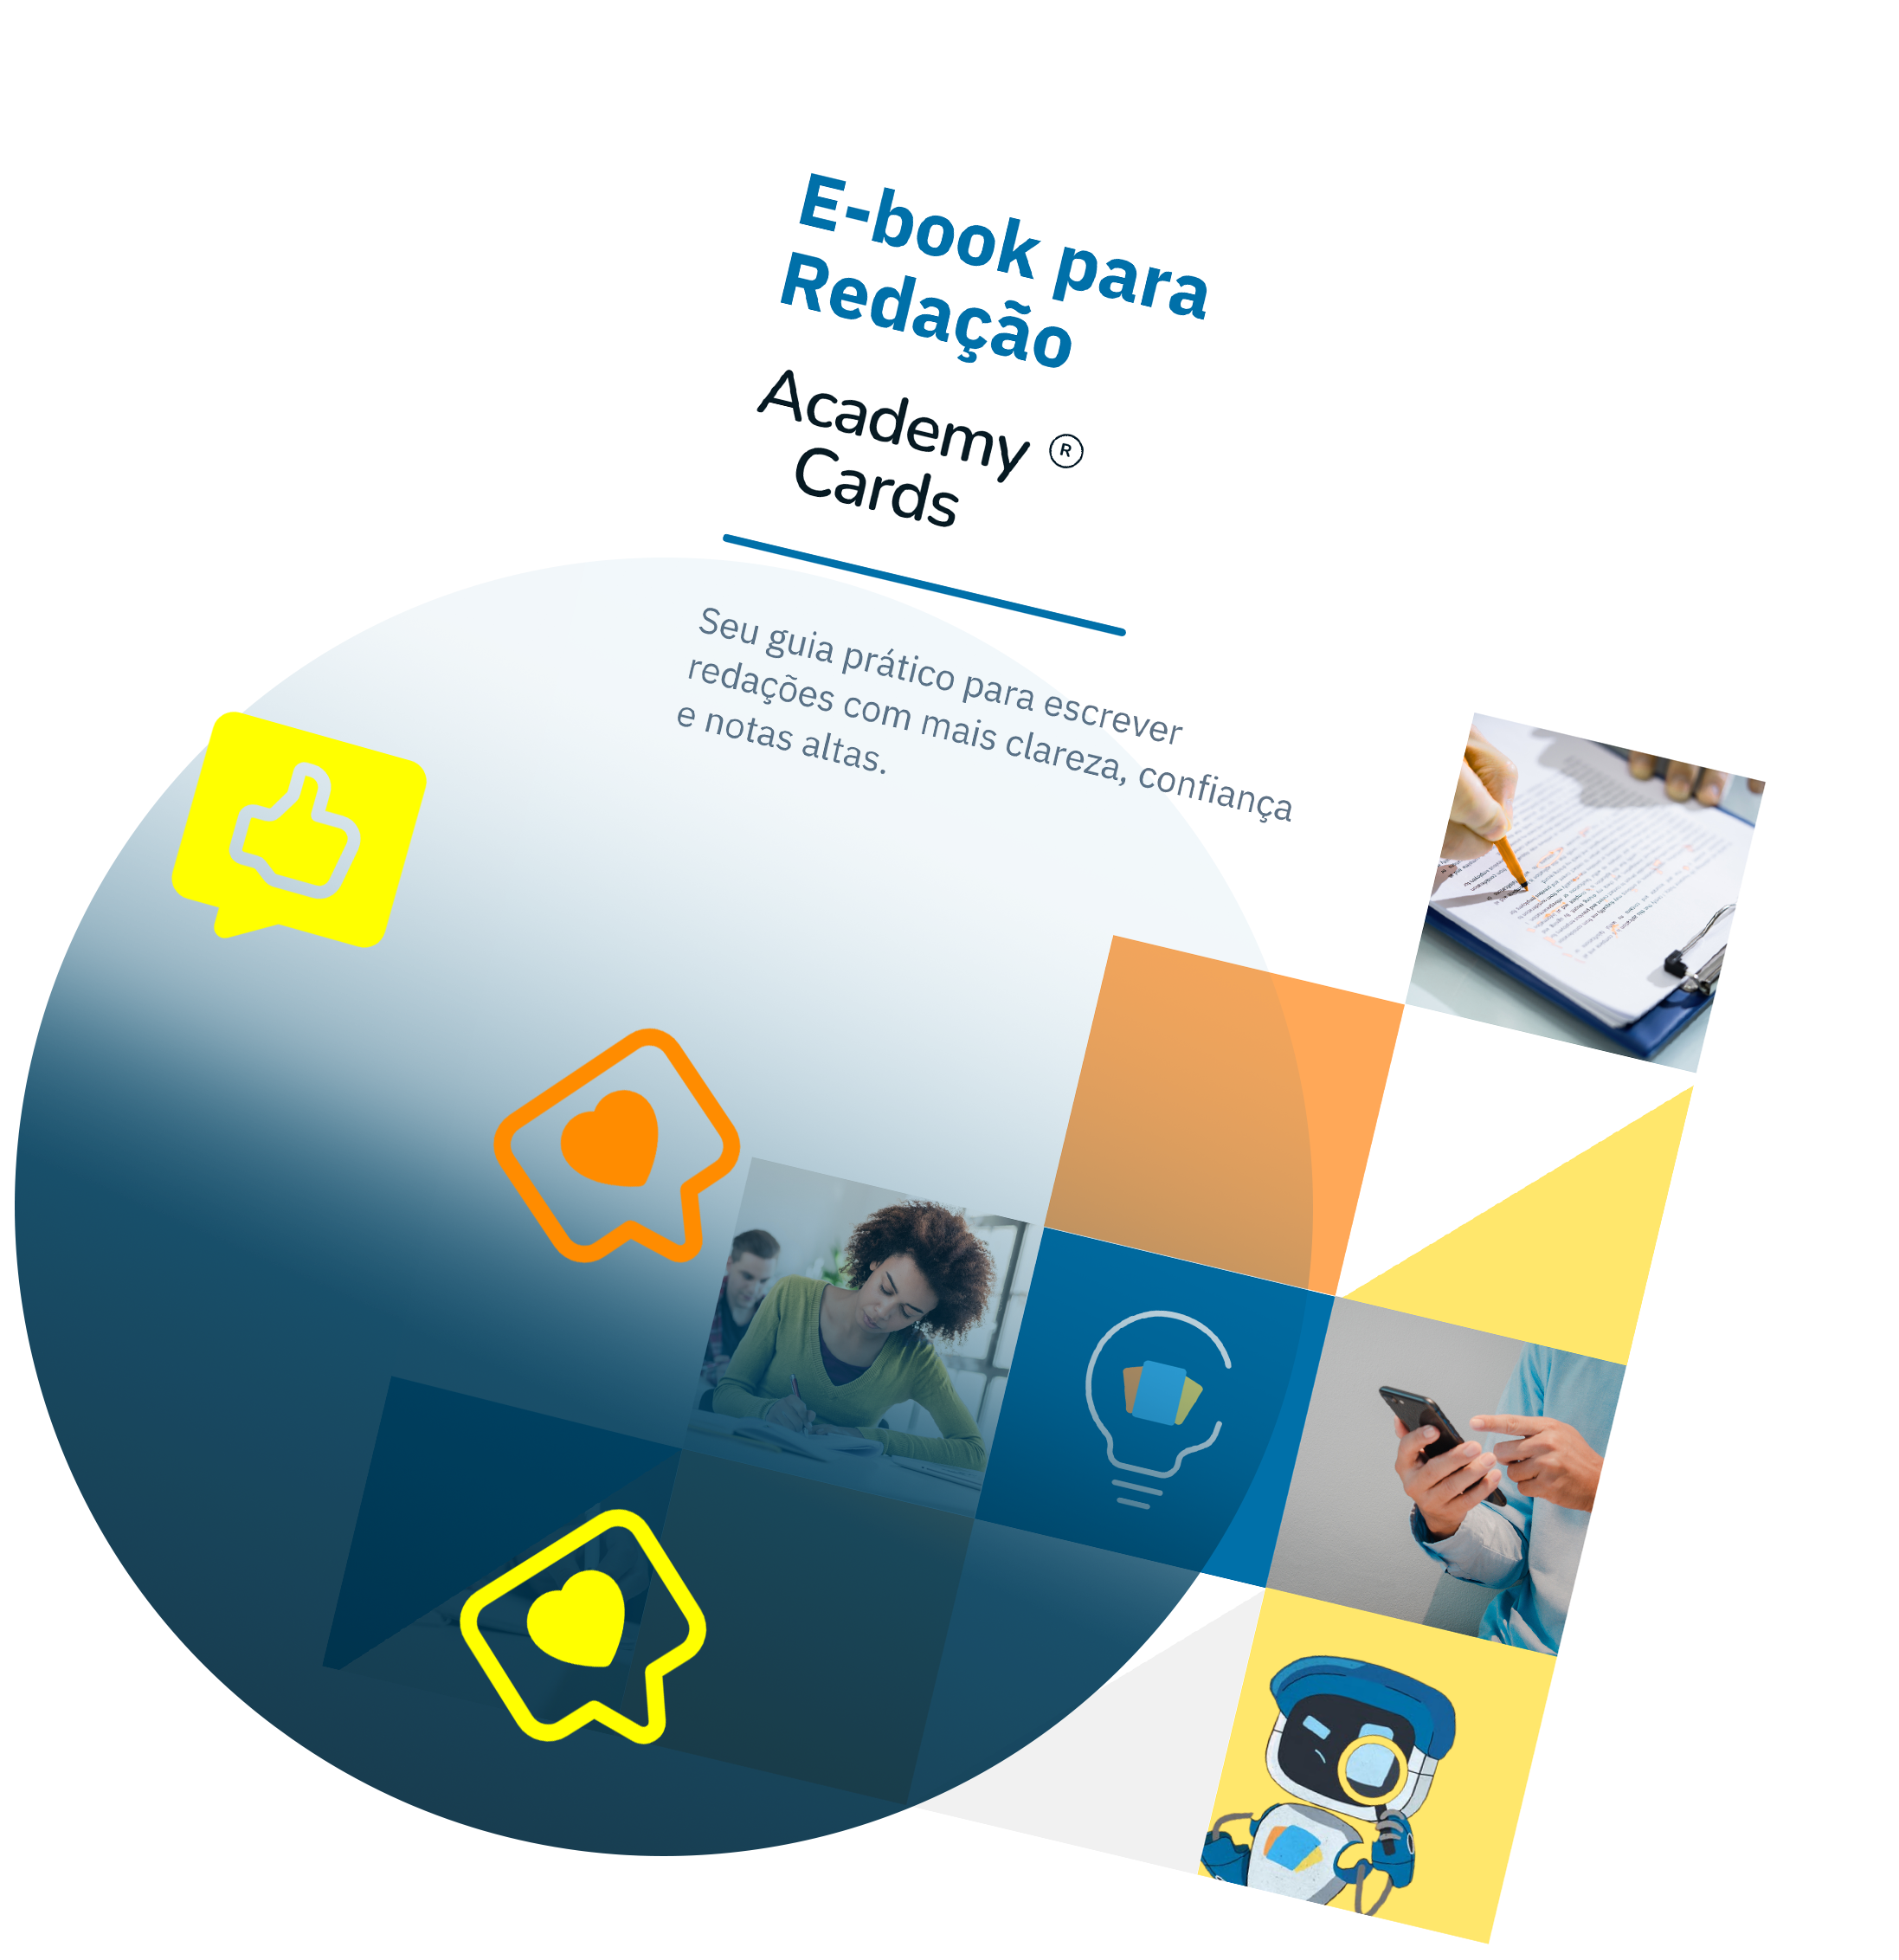 E-book para
Redação
Academy ®
Cards
Seu guia prático para escrever
redações com mais clareza, confiança
e notas altas.